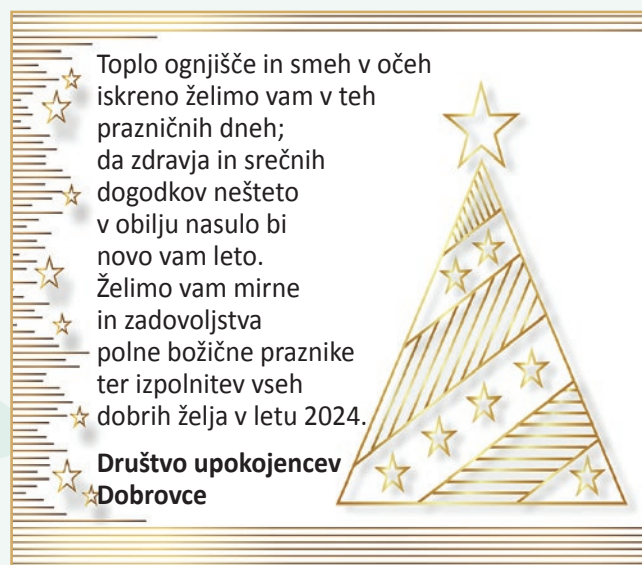 Toplo ognjišče in smeh v očeh
iskreno želimo vam v teh
prazničnih dneh;
da zdravja in srečnih
dogodkov nešteto
v obilju nasulo bi
novo vam leto.
Želimo vam mirne
in zadovoljstva
polne božične praznike
ter izpolnitev vseh
dobrih želja v letu 2024.
Društvo upokojencev
Dobrovce